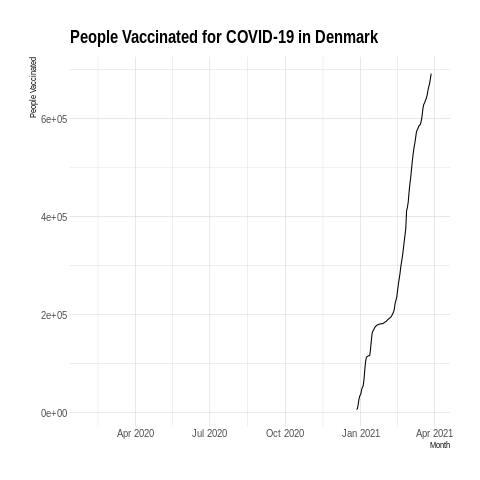 People Vaccinated for COVID-19 in Denmark
People Vaccinated
6e+05
4e+05
2e+05
0e+00
Apr 2020 Jul 2020 Oct 2020 Jan 2021 Apr 2021
Month